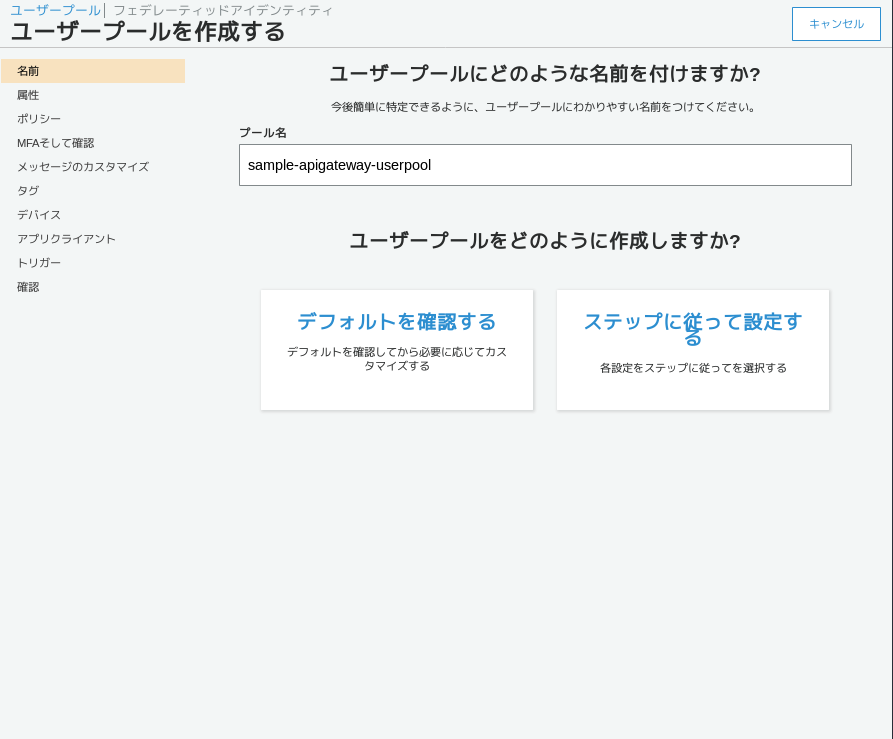 ユーザープール フェデレーティッドアイデンティティ
ユーザープールを作成する
キャンセル
名前
属性
ポリシー
MFAそして確認
メッセージのカスタマイズ
タグ
デバイス
アプリクライアント
トリガー
確認
ユーザープールにどのような名前を付けますか?
今後簡単に特定できるように、ユーザープールにわかりやすい名前をつけてください。
プール名
sample-apigateway-userpool
ユーザープールをどのように作成しますか?
デフォルトを確認する
デフォルトを確認してから必要に応じてカス
タマイズする
ステップに従って設定す
る
各設定をステップに従ってを選択する